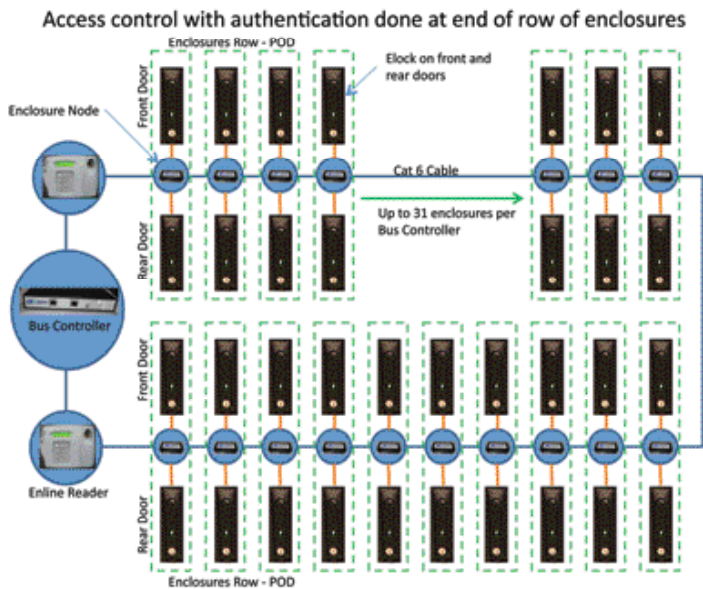 Access control with authentication done at end of row of enclosures
Enclosures Row - POD
Elock on front and
rear doors
Front Door
Enclosure Node
Cat 6 Cable
Up to 31 enclosures per
Bus Controller
Rear Door
Bus Controller
Front Door
Enline Reader
Rear Door
Enclosures Row - POD